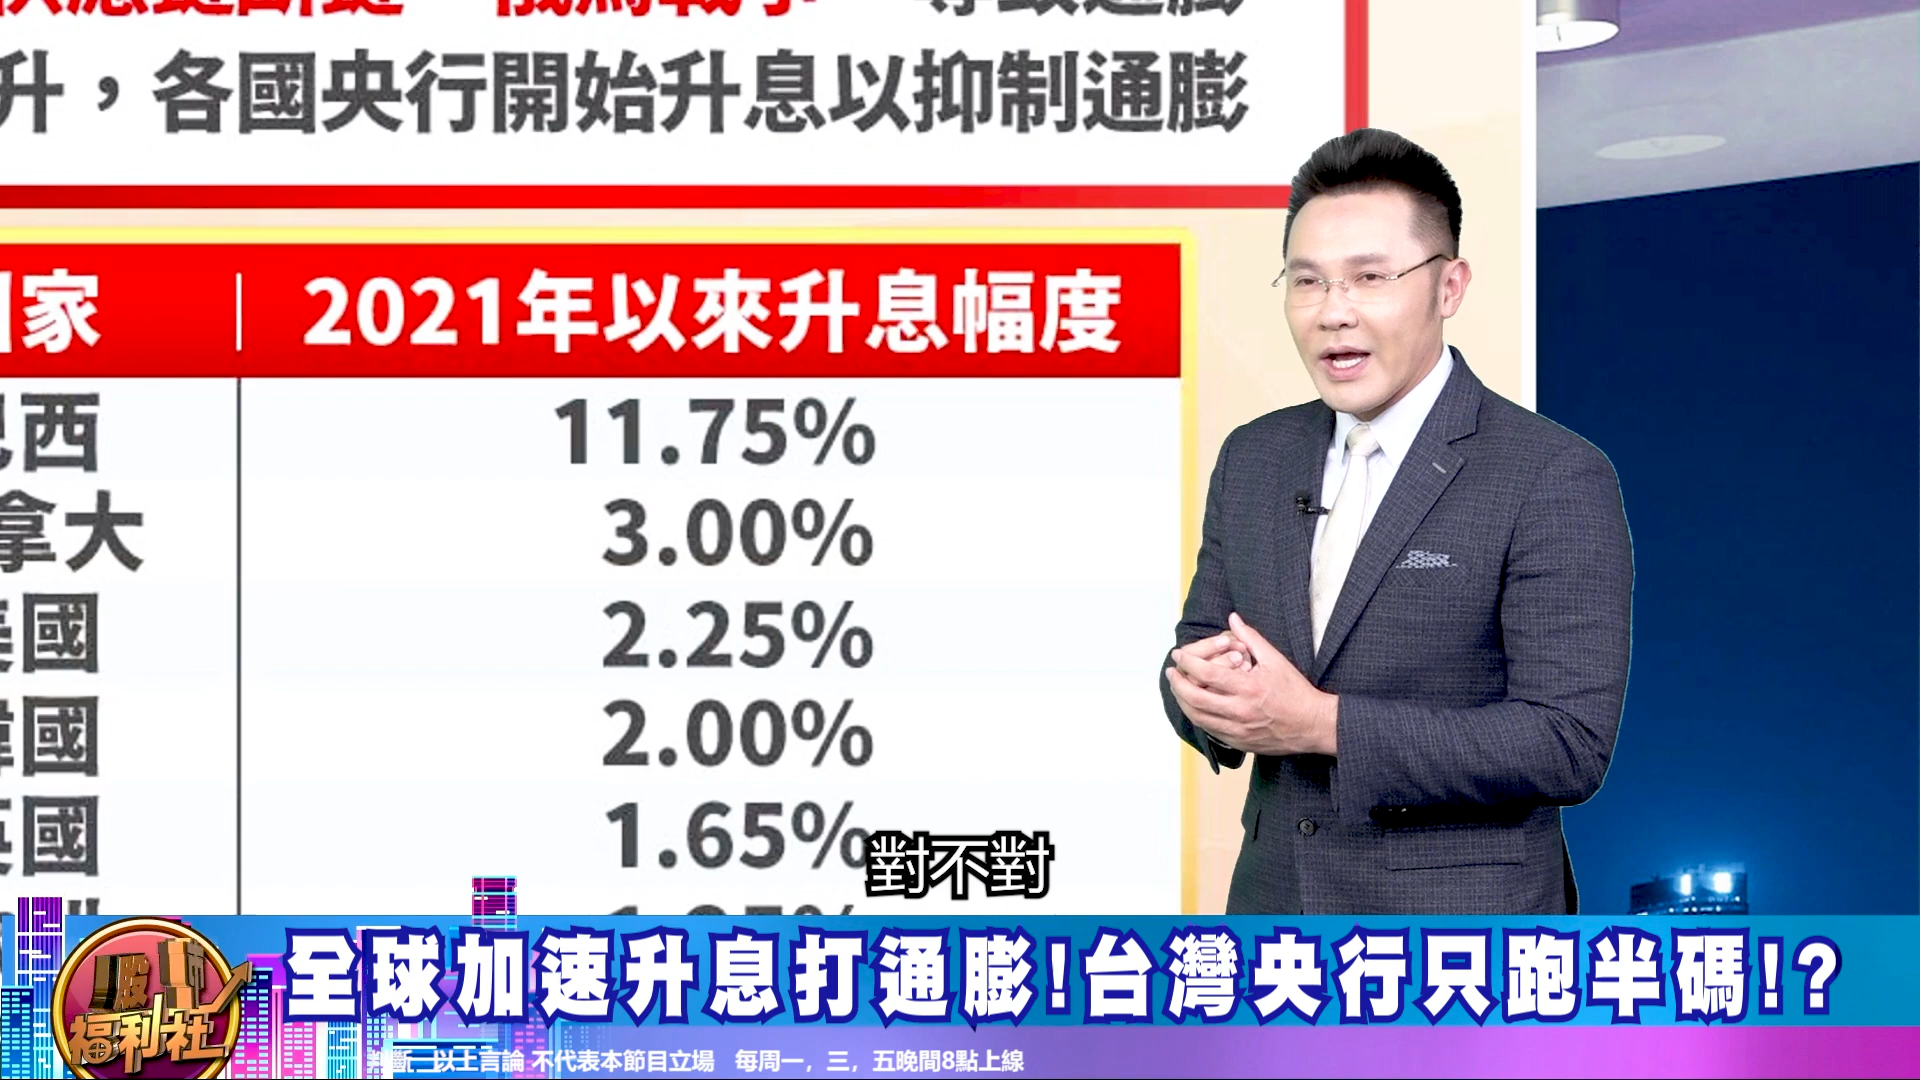 升，各國央行開始升息以抑制通膨
家 2021年以來升息幅度
西 11.75%
拿大 3.00%
國 2.25%
國 2.00%
國 1.65%
對不對
全球加速升息打通膨!台灣央行只跑半碼!?
股市福利社
判斷 以上言論 不代表本節目立場 每周一，三，五晚間8點上線